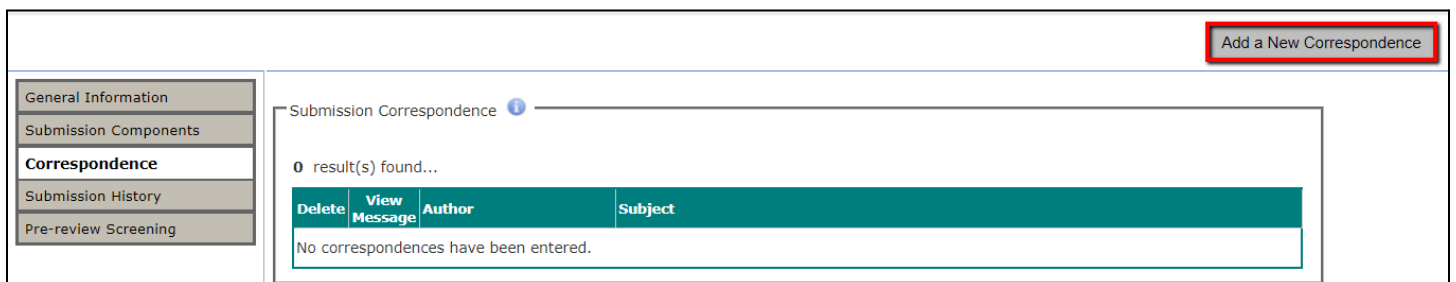 Add a New Correspondence
General Information
Submission Components
Correspondence
Submission History
Pre-review Screening
Submission Correspondence
0 result(s) found...
Delete View Message Author Subject
No correspondences have been entered.